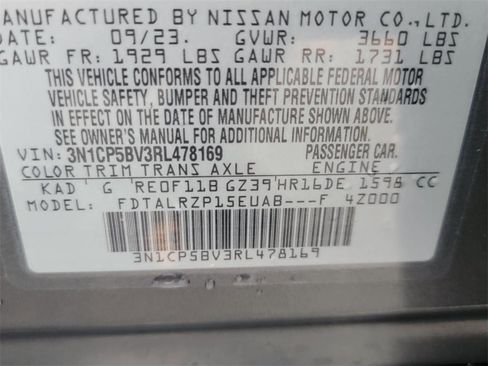 MANUFACTURED BY NISSAN MOTOR CO., LTD.
DATE: 09/23. GVWR: 3660 LBS
GAWR FR: 1929 LBS GAWR RR: 1731 LBS
THIS VEHICLE CONFORMS TO ALL APPLICABLE FEDERAL MOTOR
VEHICLE SAFETY, BUMPER AND THEFT PREVENTION STANDARDS
IN EFFECT ON THE DATE OF MANUFACTURE SHOWN ABOVE.
SEE OWNER'S MANUAL FOR ADDITIONAL INFORMATION.
VIN: 3N1CP5BV3RL478169 PASSENGER CAR.
COLOR TRIM TRANS AXLE ENGINE
KAD G RE0F11B GZ39 HR16DE 1598 CC
MODEL: FDTALRZP15EUAB---F 4Z000
3N1CP5BV3RL478169